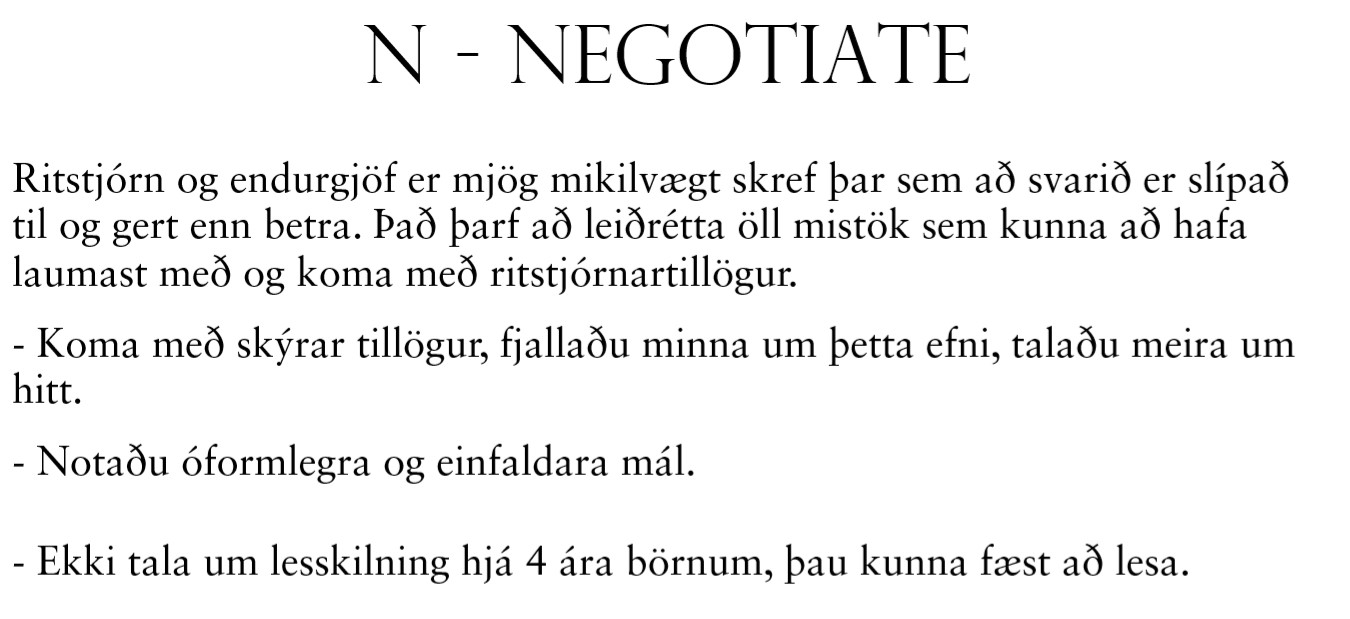 N - NEGOTIATE
Ritstjórn og endurgjöf er mjög mikilvægt skref þar sem að svarið er slípað
til og gert enn betra. Það þarf að leiðrétta öll mistök sem kunna að hafa
laumast með og koma með ritstjórnartillögur.
- Koma með skýrar tillögur, fjallaðu minna um þetta efni, talaðu meira um
hitt.
- Notaðu óformlegra og einfaldara mál.
- Ekki tala um lesskilning hjá 4 ára börnum, þau kunna fæst að lesa.